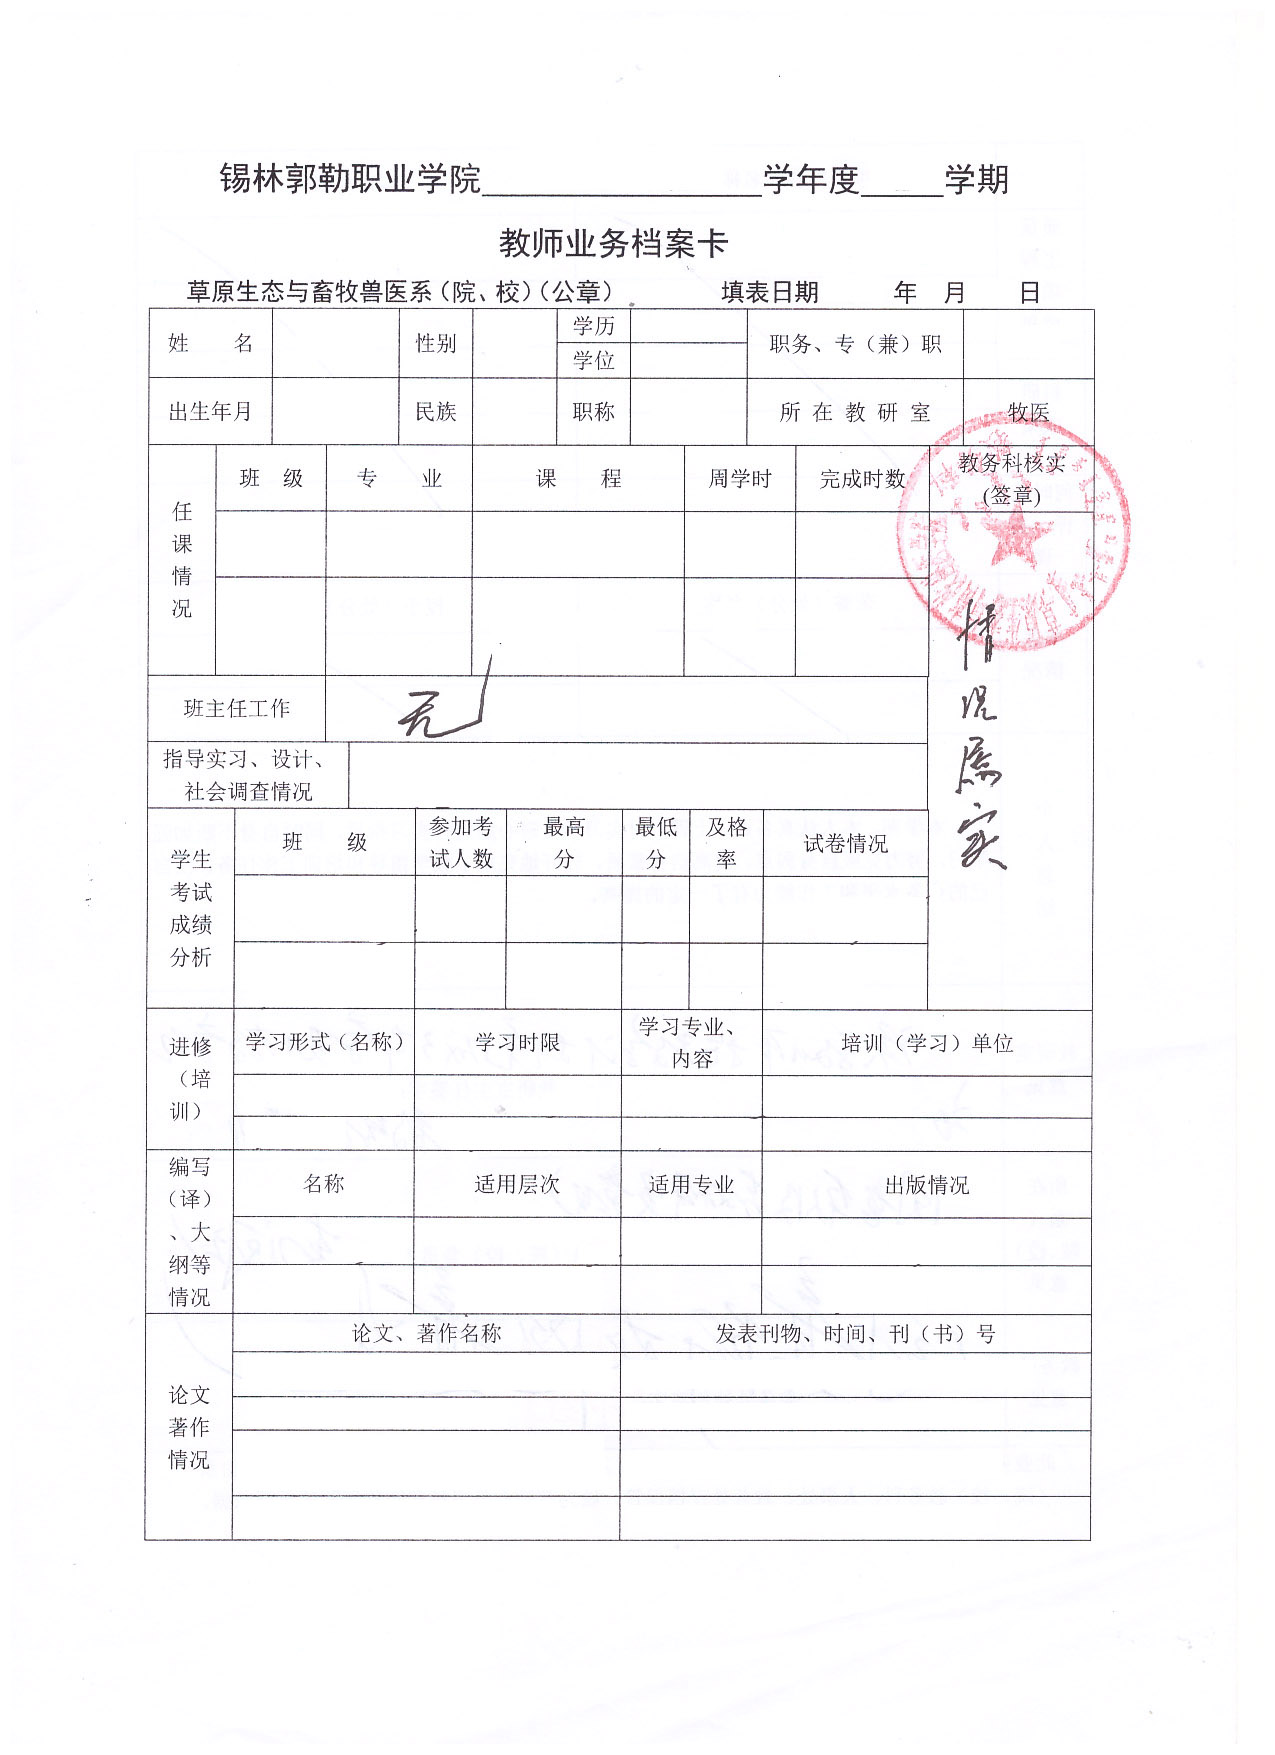 锡林郭勒职业学院 学年度 学期
教师业务档案卡
草原生态与畜牧兽医系（院、校）（公章） 填表日期 年 月 日
姓 名 性别 学历 职务、专（兼）职
学位
出生年月 民族 职称 所在教研室 牧医
任课情况 班 级 专 业 课 程 周学时 完成时数 教务科核实
(签章)
情况属实
班主任工作 无
指导实习、设计、
社会调查情况
学生考试成绩分析 班 级 参加考试人数 最高分 最低分 及格率 试卷情况
进修（培训） 学习形式（名称） 学习时限 学习专业、内容 培训（学习）单位
编写（译）、大纲等情况 名称 适用层次 适用专业 出版情况
论文著作情况 论文、著作名称 发表刊物、时间、刊（书）号